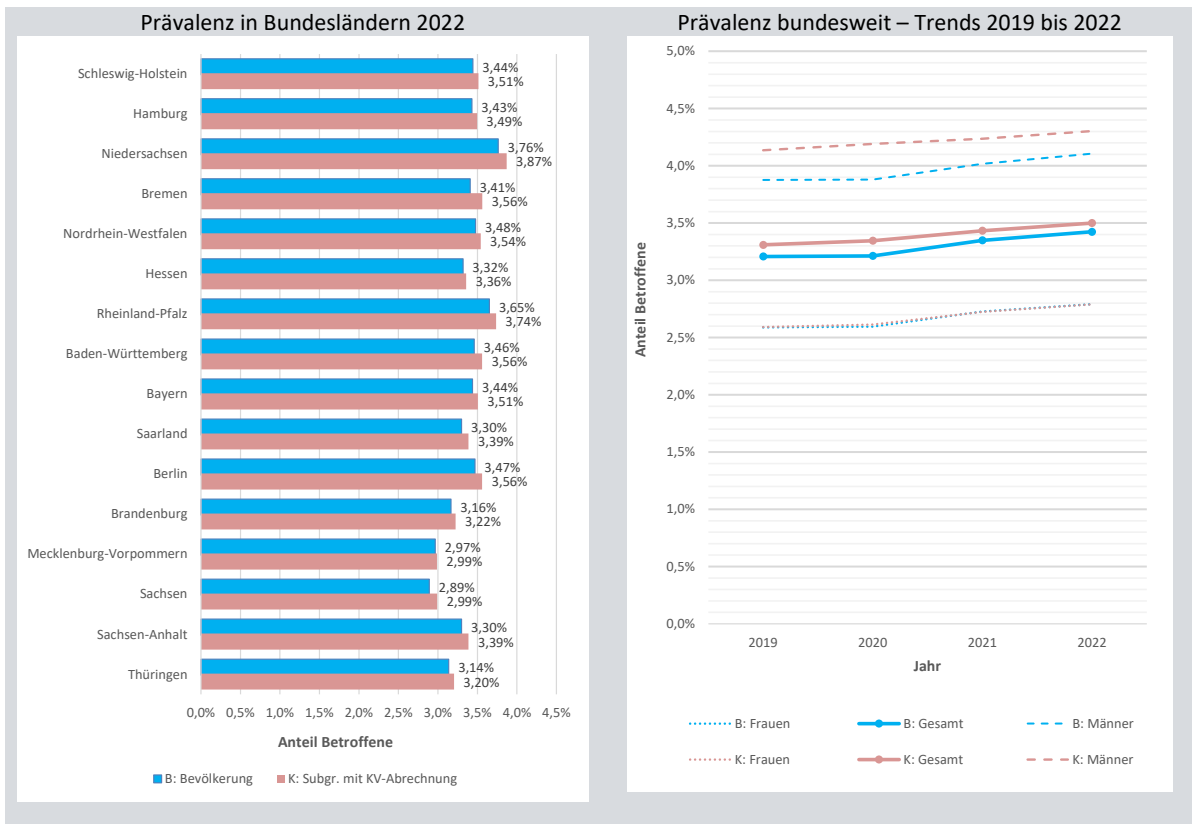 Prävalenz in Bundesländern 2022
Schleswig-Holstein
3,44%
3,51%
Hamburg
3,43%
3,49%
Niedersachsen
3,76%
3,87%
Bremen
3,41%
3,56%
Nordrhein-Westfalen
3,48%
3,54%
Hessen
3,32%
3,36%
Rheinland-Pfalz
3,65%
3,74%
Baden-Württemberg
3,46%
3,56%
Bayern
3,44%
3,51%
Saarland
3,30%
3,39%
Berlin
3,47%
3,56%
Brandenburg
3,16%
3,22%
Mecklenburg-Vorpommern
2,97%
2,99%
Sachsen
2,89%
2,99%
Sachsen-Anhalt
3,30%
3,39%
Thüringen
3,14%
3,20%
0,0% 0,5% 1,0% 1,5% 2,0% 2,5% 3,0% 3,5% 4,0% 4,5%
Anteil Betroffene
B: Bevölkerung K: Subgr. mit KV-Abrechnung
Prävalenz bundesweit – Trends 2019 bis 2022
5,0%
4,5%
4,0%
3,5%
3,0%
2,5%
2,0%
1,5%
1,0%
0,5%
0,0%
Anteil Betroffene
2019 2020 2021 2022
Jahr
B: Frauen B: Gesamt B: Männer
K: Frauen K: Gesamt K: Männer